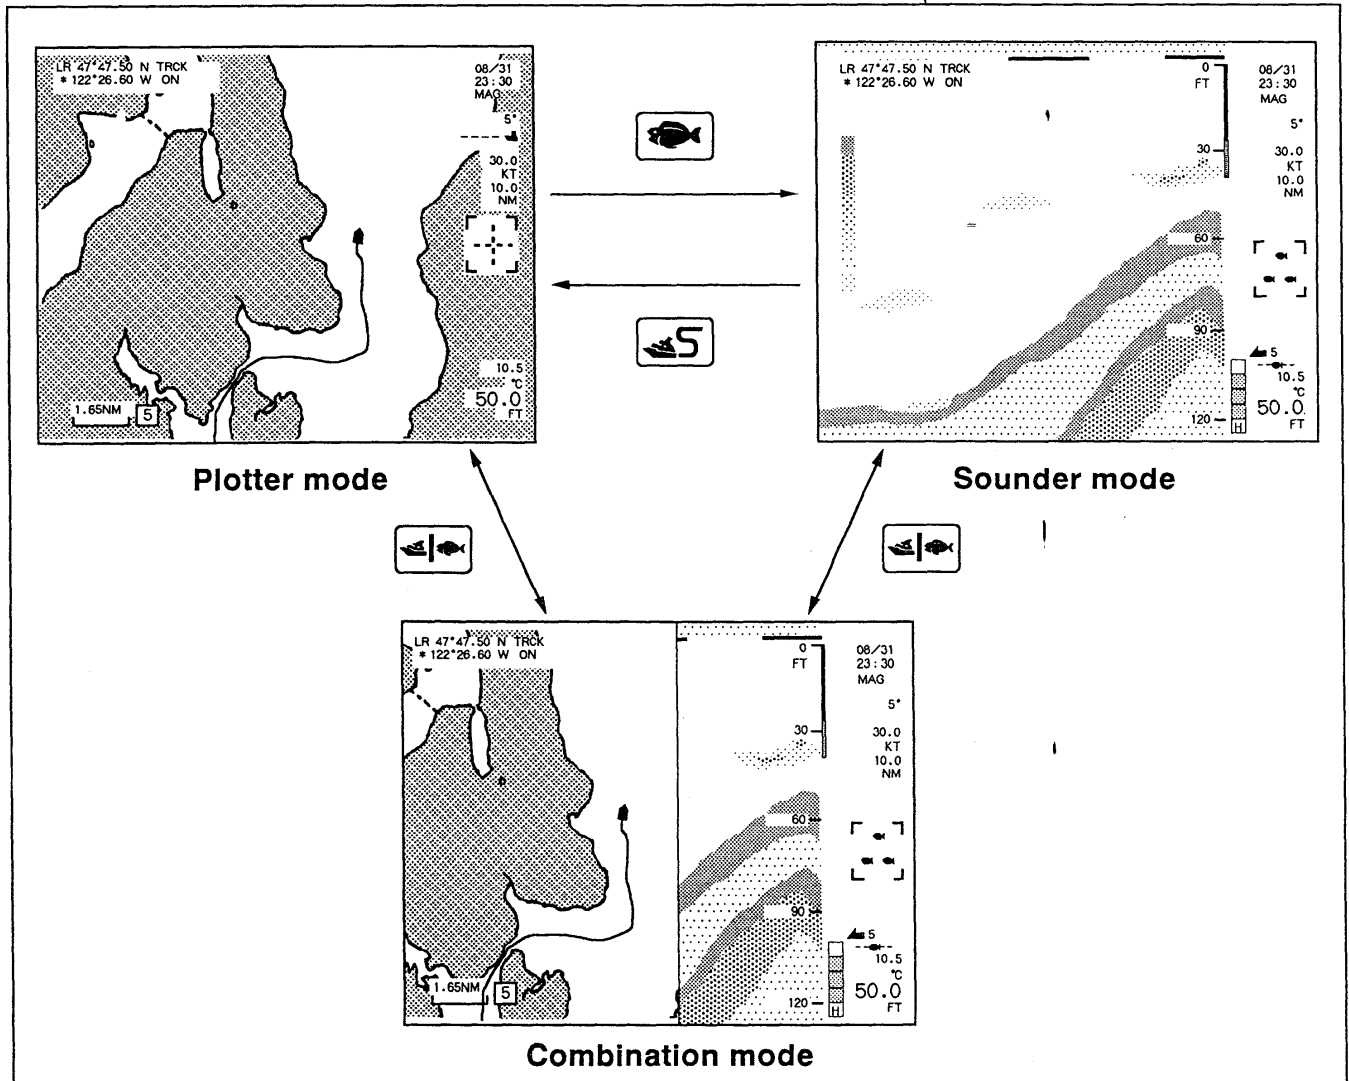 LR 47°47.50 N TRCK
* 122°26.60 W ON
08/31
23:30
MAG
5°
30.0
KT
10.0
NM
10.5
°C
50.0
FT
1.65NM
5
Plotter mode
S
LR 47°47.50 N TRCK
* 122°26.60 W ON
0
FT
30
60
90
120
08/31
23:30
MAG
5°
30.0
KT
10.0
NM
5
10.5
°C
50.0
FT
H
Sounder mode
LR 47°47.50 N TRCK
* 122°26.60 W ON
1.65NM
5
0
FT
30
60
90
120
08/31
23:30
MAG
5°
30.0
KT
10.0
NM
5
10.5
°C
50.0
FT
H
Combination mode